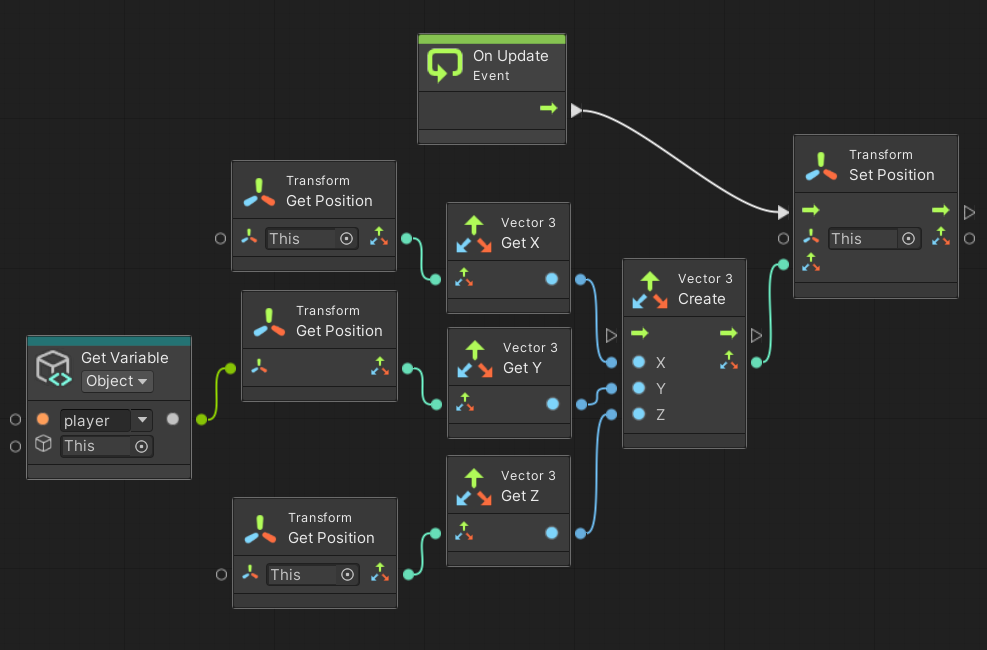 On Update
Event
Transform
Set Position
This
Transform
Get Position
This
Vector 3
Get X
Vector 3
Create
X
Y
Z
Transform
Get Position
Get Variable
Object
player
This
Vector 3
Get Y
Vector 3
Get Z
Transform
Get Position
This